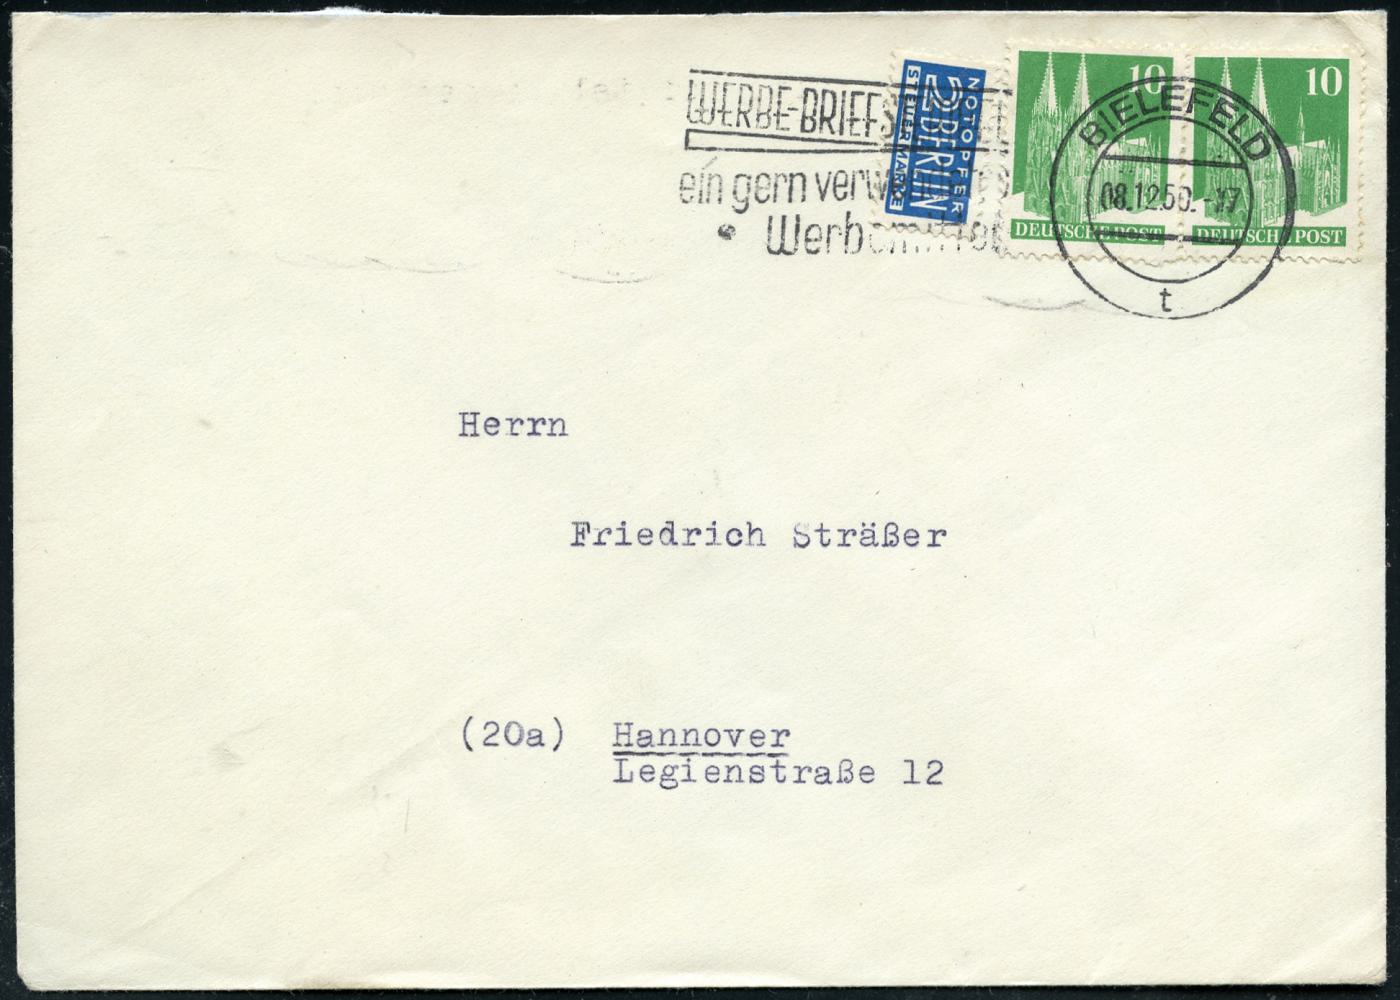 WERBE-BRIEFS
ein gern verw
Werbemittel
NOTOPFER
2 BERLIN
STEUERMARKE
10
DEUTSCHE POST
10
DEUTSCHE POST
BIELEFELD
08.12.50.-17
t
Herrn
Friedrich Sträßer
(20a) Hannover
Legienstraße 12